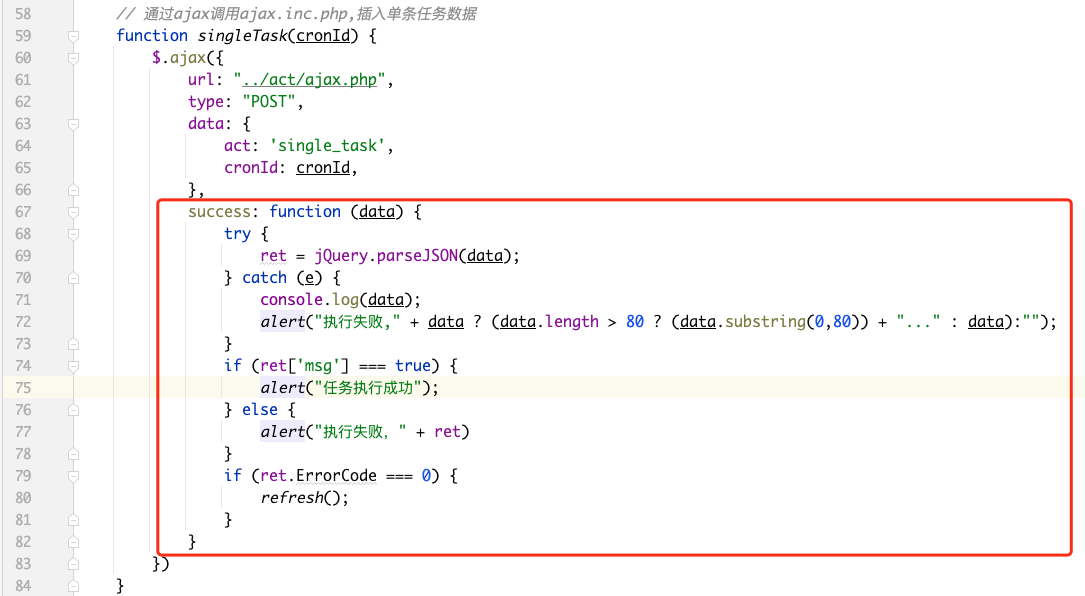 58 // 通过ajax调用ajax.inc.php,插入单条任务数据
59 function singleTask(cronId) {
60 $.ajax({
61 url: "../act/ajax.php",
62 type: "POST",
63 data: {
64 act: 'single_task',
65 cronId: cronId,
66 },
67 success: function (data) {
68 try {
69 ret = jQuery.parseJSON(data);
70 } catch (e) {
71 console.log(data);
72 alert("执行失败," + data ? (data.length > 80 ? (data.substring(0,80)) + "..." : data):"");
73 }
74 if (ret['msg'] === true) {
75 alert("任务执行成功");
76 } else {
77 alert("执行失败, " + ret)
78 }
79 if (ret.ErrorCode === 0) {
80 refresh();
81 }
82 }
83 })
84 }